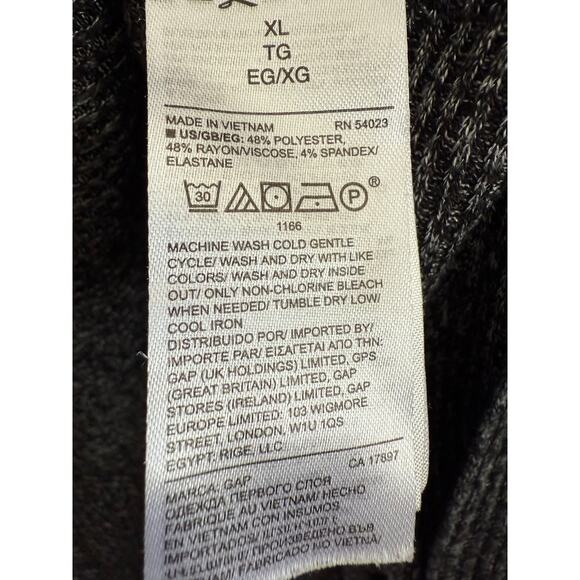 XL
TG
EG/XG
MADE IN VIETNAM RN 54023
US/GB/EG: 48% POLYESTER,
48% RAYON/VISCOSE, 4% SPANDEX/
ELASTANE
30 P ®
1166
MACHINE WASH COLD GENTLE
CYCLE/ WASH AND DRY WITH LIKE
COLORS/ WASH AND DRY INSIDE
OUT/ ONLY NON-CHLORINE BLEACH
WHEN NEEDED/ TUMBLE DRY LOW/
COOL IRON
DISTRIBUIDO POR/ IMPORTED BY/
IMPORTE PAR/ ΕΙΣΑΓΕΤΑΙ ΑΠΟ ΤΗΝ
GAP (UK HOLDINGS) LIMITED, GPS
(GREAT BRITAIN) LIMITED, GAP
STORES (IRELAND) LIMITED, GAP
EUROPE LIMITED: 103 WIGMORE
STREET, LONDON, W1U 1QS
EGYPT: RIGE, LLC
CA 17897
MARCA: GAP
ОДЕЖДА ПЕРВОГО СЛОЯ
FABRIQUE AU VIETNAM/ HECHO
EN VIETNAM CON INSUMOS
ПРОИЗВЕДЕНО ВЪВ
FABRICADO NO VIETNÃ/